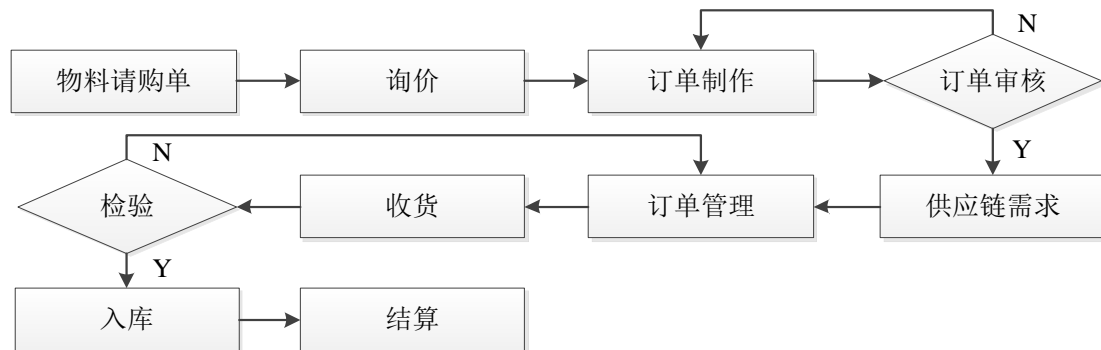 N
物料请购单 询价 订单制作 订单审核
N Y
检验 收货 订单管理 供应链需求
Y
入库 结算